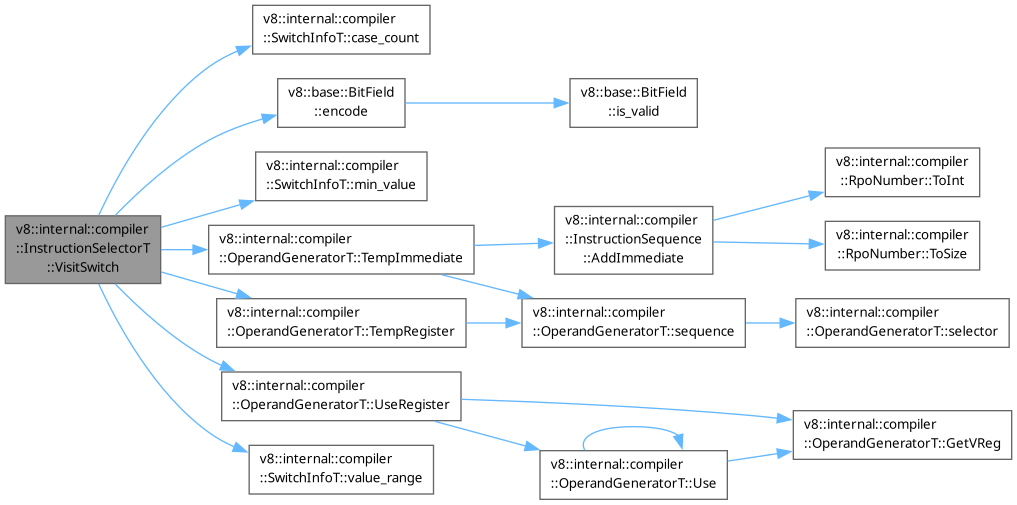 v8::internal::compiler
::InstructionSelectorT
::VisitSwitch
v8::internal::compiler
::SwitchInfoT::case_count
v8::base::BitField
::encode
v8::base::BitField
::is_valid
v8::internal::compiler
::SwitchInfoT::min_value
v8::internal::compiler
::OperandGeneratorT::TempImmediate
v8::internal::compiler
::InstructionSequence
::AddImmediate
v8::internal::compiler
::RpoNumber::ToInt
v8::internal::compiler
::RpoNumber::ToSize
v8::internal::compiler
::OperandGeneratorT::TempRegister
v8::internal::compiler
::OperandGeneratorT::sequence
v8::internal::compiler
::OperandGeneratorT::selector
v8::internal::compiler
::OperandGeneratorT::UseRegister
v8::internal::compiler
::OperandGeneratorT::Use
v8::internal::compiler
::OperandGeneratorT::GetVReg
v8::internal::compiler
::SwitchInfoT::value_range